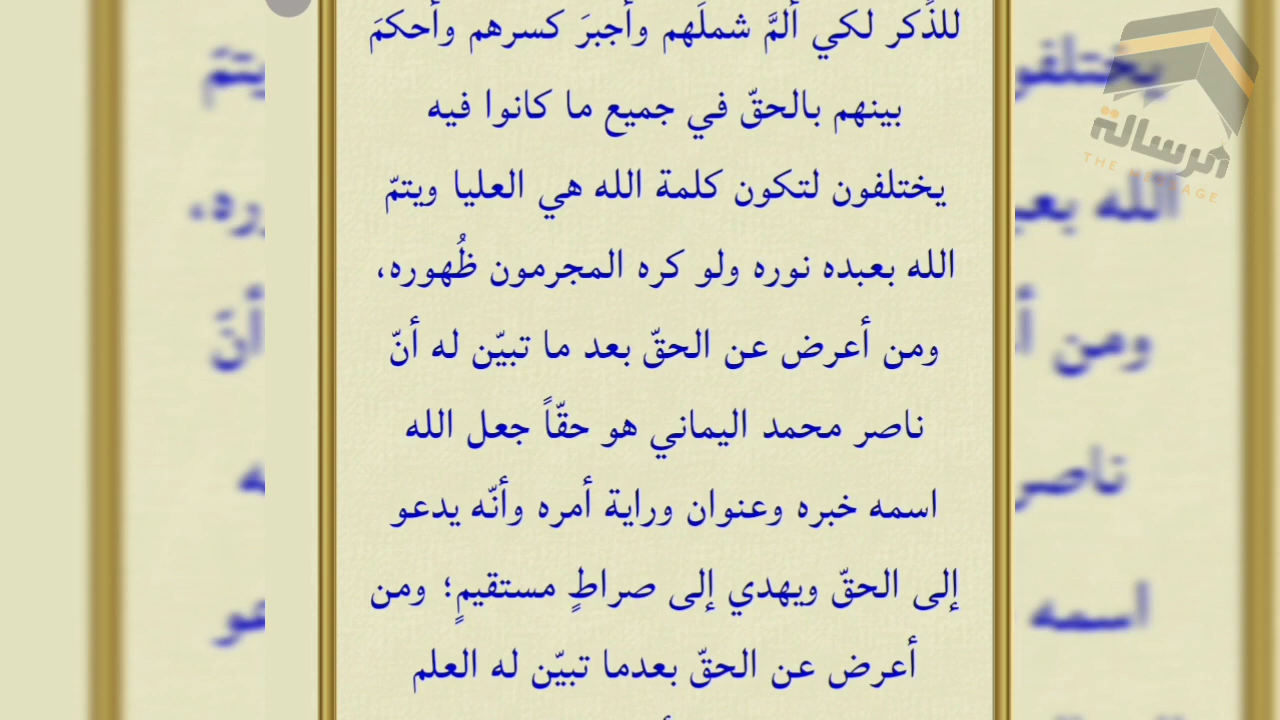 للذِّكر لكي ألمَّ شملَهم وأجبرَ كسرهم وأحكمَ
بينهم بالحقّ في جميع ما كانوا فيه
يختلفون لتكون كلمة الله هي العليا ويتمّ
الله بعبده نوره ولو كره المجرمون ظُهوره،
ومن أعرض عن الحقّ بعد ما تبيّن له أنّ
ناصر محمد اليماني هو حقّاً جعل الله
اسمه خبره وعنوان وراية أمره وأنّه يدعو
إلى الحقّ ويهدي إلى صراطٍ مستقيمٍ؛ ومن
أعرض عن الحقّ بعدما تبيّن له العلم
الرسالة
THE MESSAGE